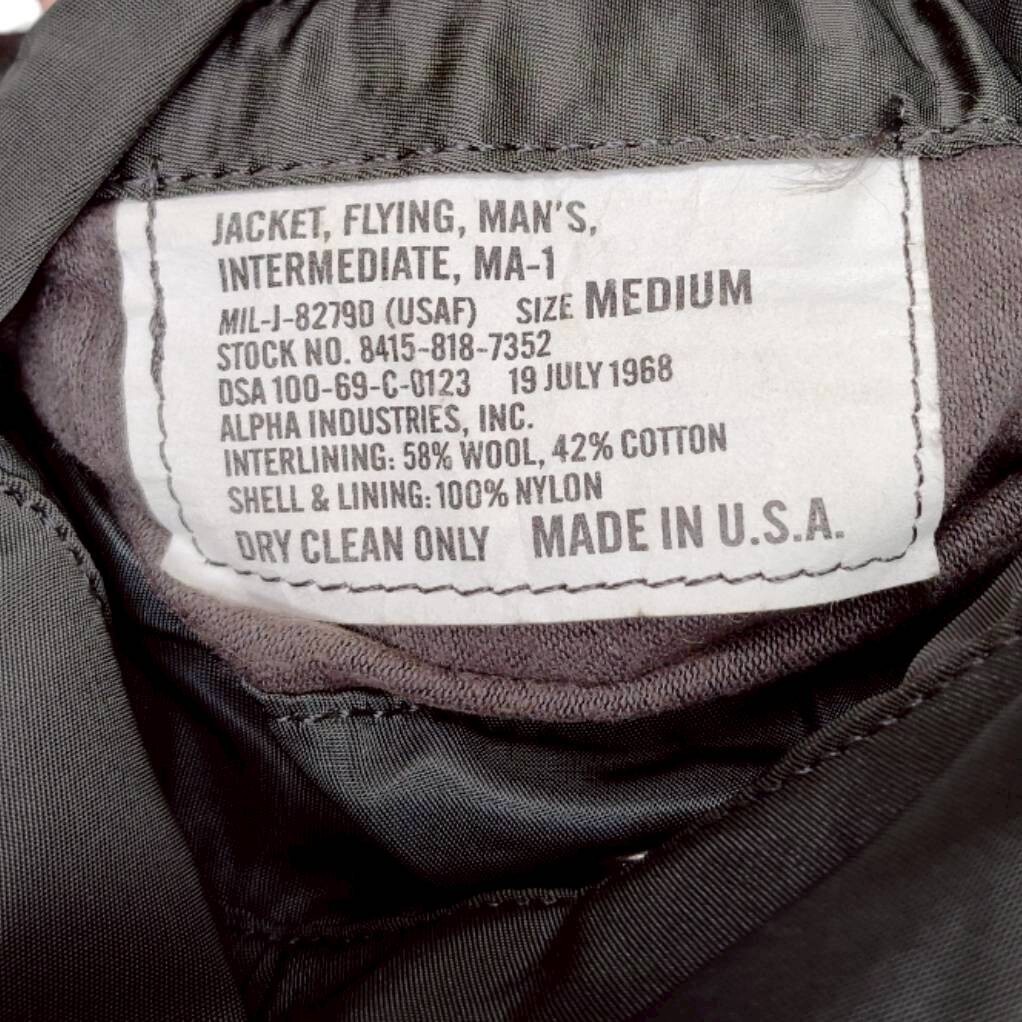 JACKET, FLYING, MAN'S,
INTERMEDIATE, MA-1
MIL-J-8279D (USAF) SIZE MEDIUM
STOCK NO. 8415-818-7352
DSA 100-69-C-0123 19 JULY 1968
ALPHA INDUSTRIES, INC.
INTERLINING: 58% WOOL, 42% COTTON
SHELL & LINING: 100% NYLON
DRY CLEAN ONLY MADE IN U.S.A.